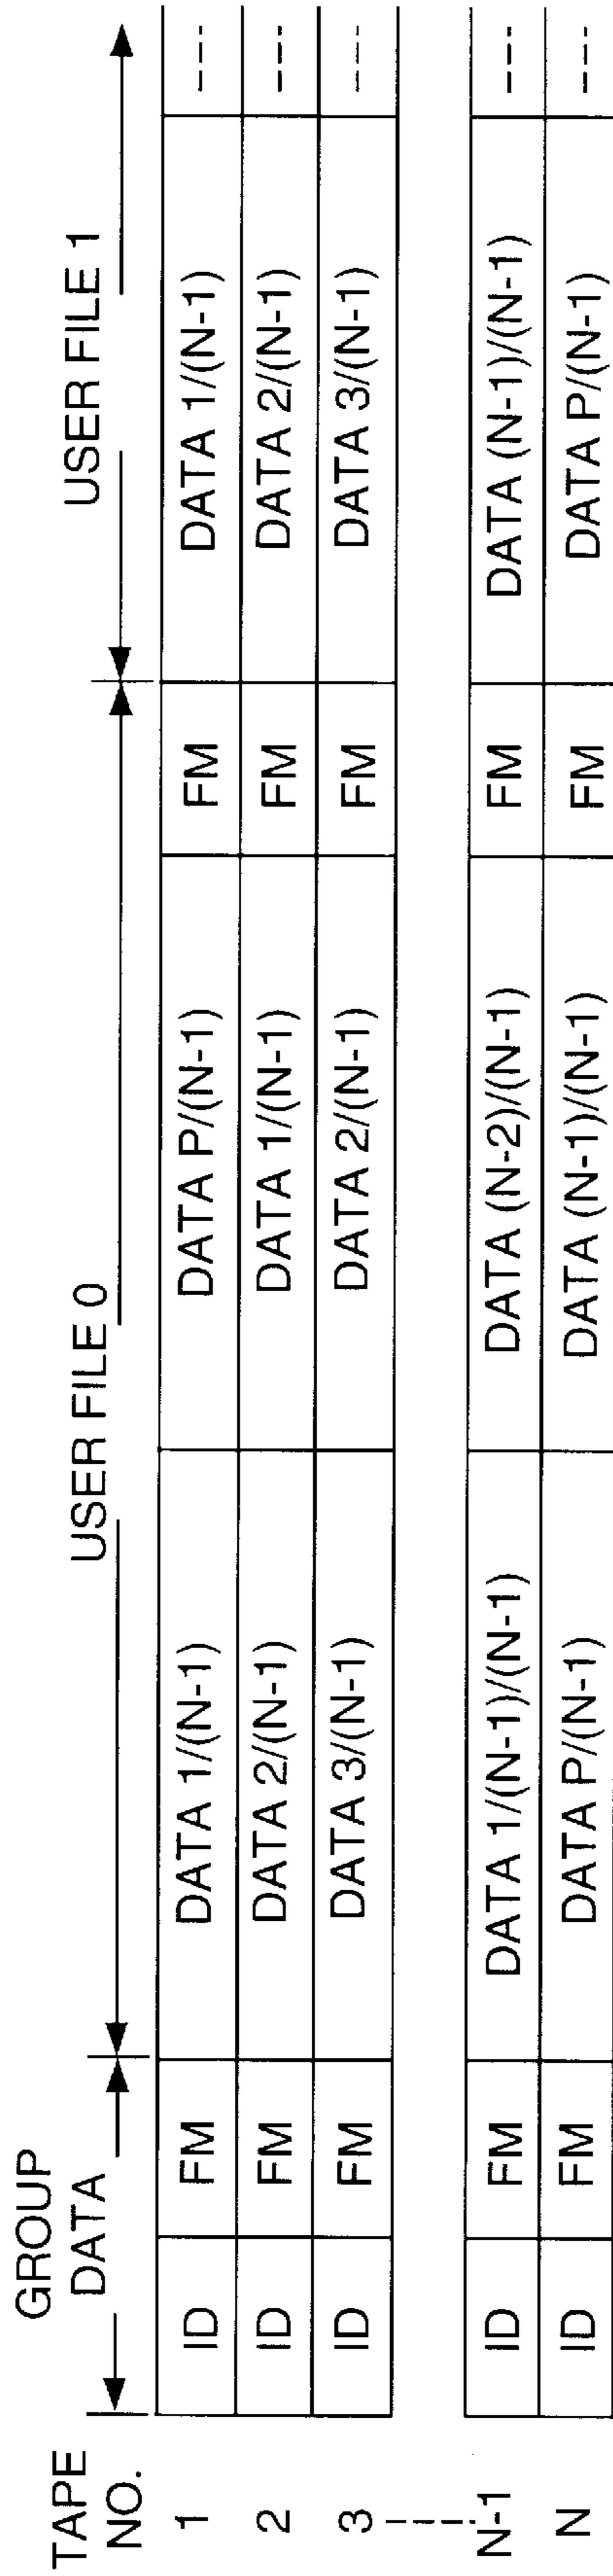 GROUP
DATA
USER FILE 0
USER FILE 1
TAPE
NO.
1 ID FM DATA 1/(N-1) DATA P/(N-1) FM DATA 1/(N-1) ---
2 ID FM DATA 2/(N-1) DATA 1/(N-1) FM DATA 2/(N-1) ---
3 ID FM DATA 3/(N-1) DATA 2/(N-1) FM DATA 3/(N-1) ---
N-1 ID FM DATA 1/(N-1)/(N-1) DATA (N-2)/(N-1) FM DATA (N-1)/(N-1) ---
N ID FM DATA P/(N-1) DATA (N-1)/(N-1) FM DATA P/(N-1) ---